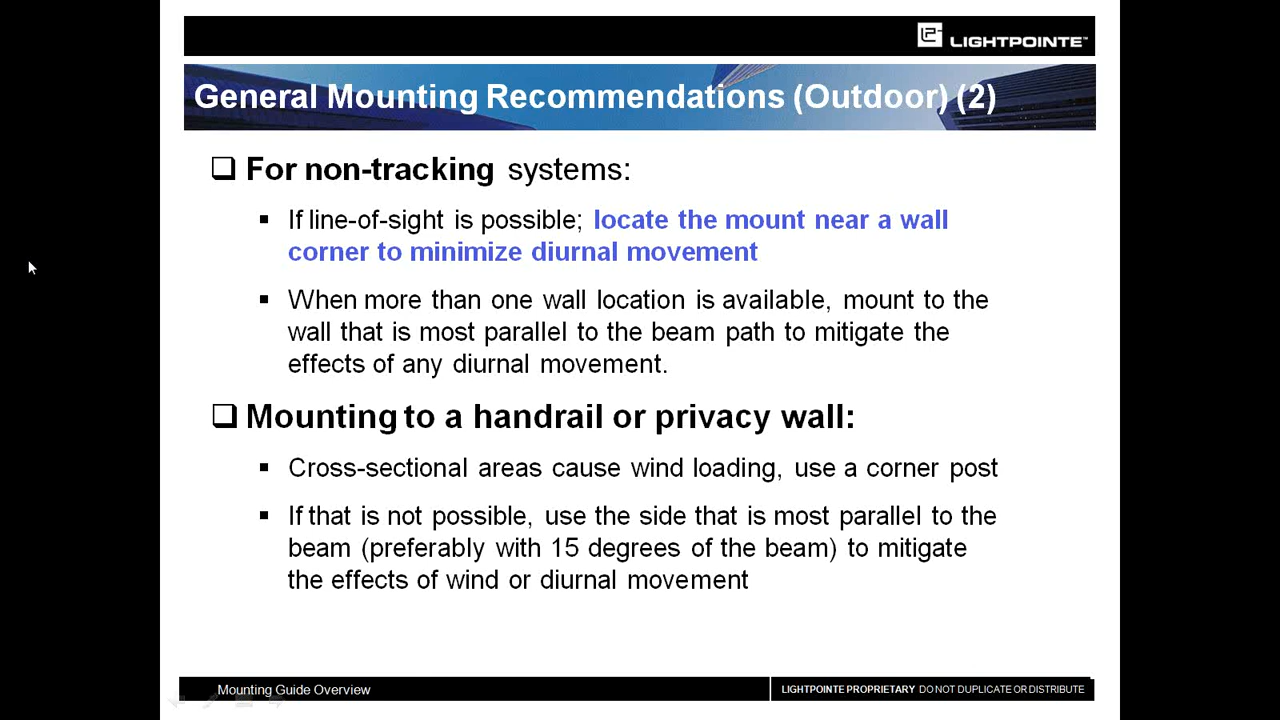 LIGHTPOINTE™
General Mounting Recommendations (Outdoor) (2)
For non-tracking systems:
If line-of-sight is possible; locate the mount near a wall
corner to minimize diurnal movement
When more than one wall location is available, mount to the
wall that is most parallel to the beam path to mitigate the
effects of any diurnal movement.
Mounting to a handrail or privacy wall:
Cross-sectional areas cause wind loading, use a corner post
If that is not possible, use the side that is most parallel to the
beam (preferably with 15 degrees of the beam) to mitigate
the effects of wind or diurnal movement
Mounting Guide Overview
LIGHTPOINTE PROPRIETARY DO NOT DUPLICATE OR DISTRIBUTE